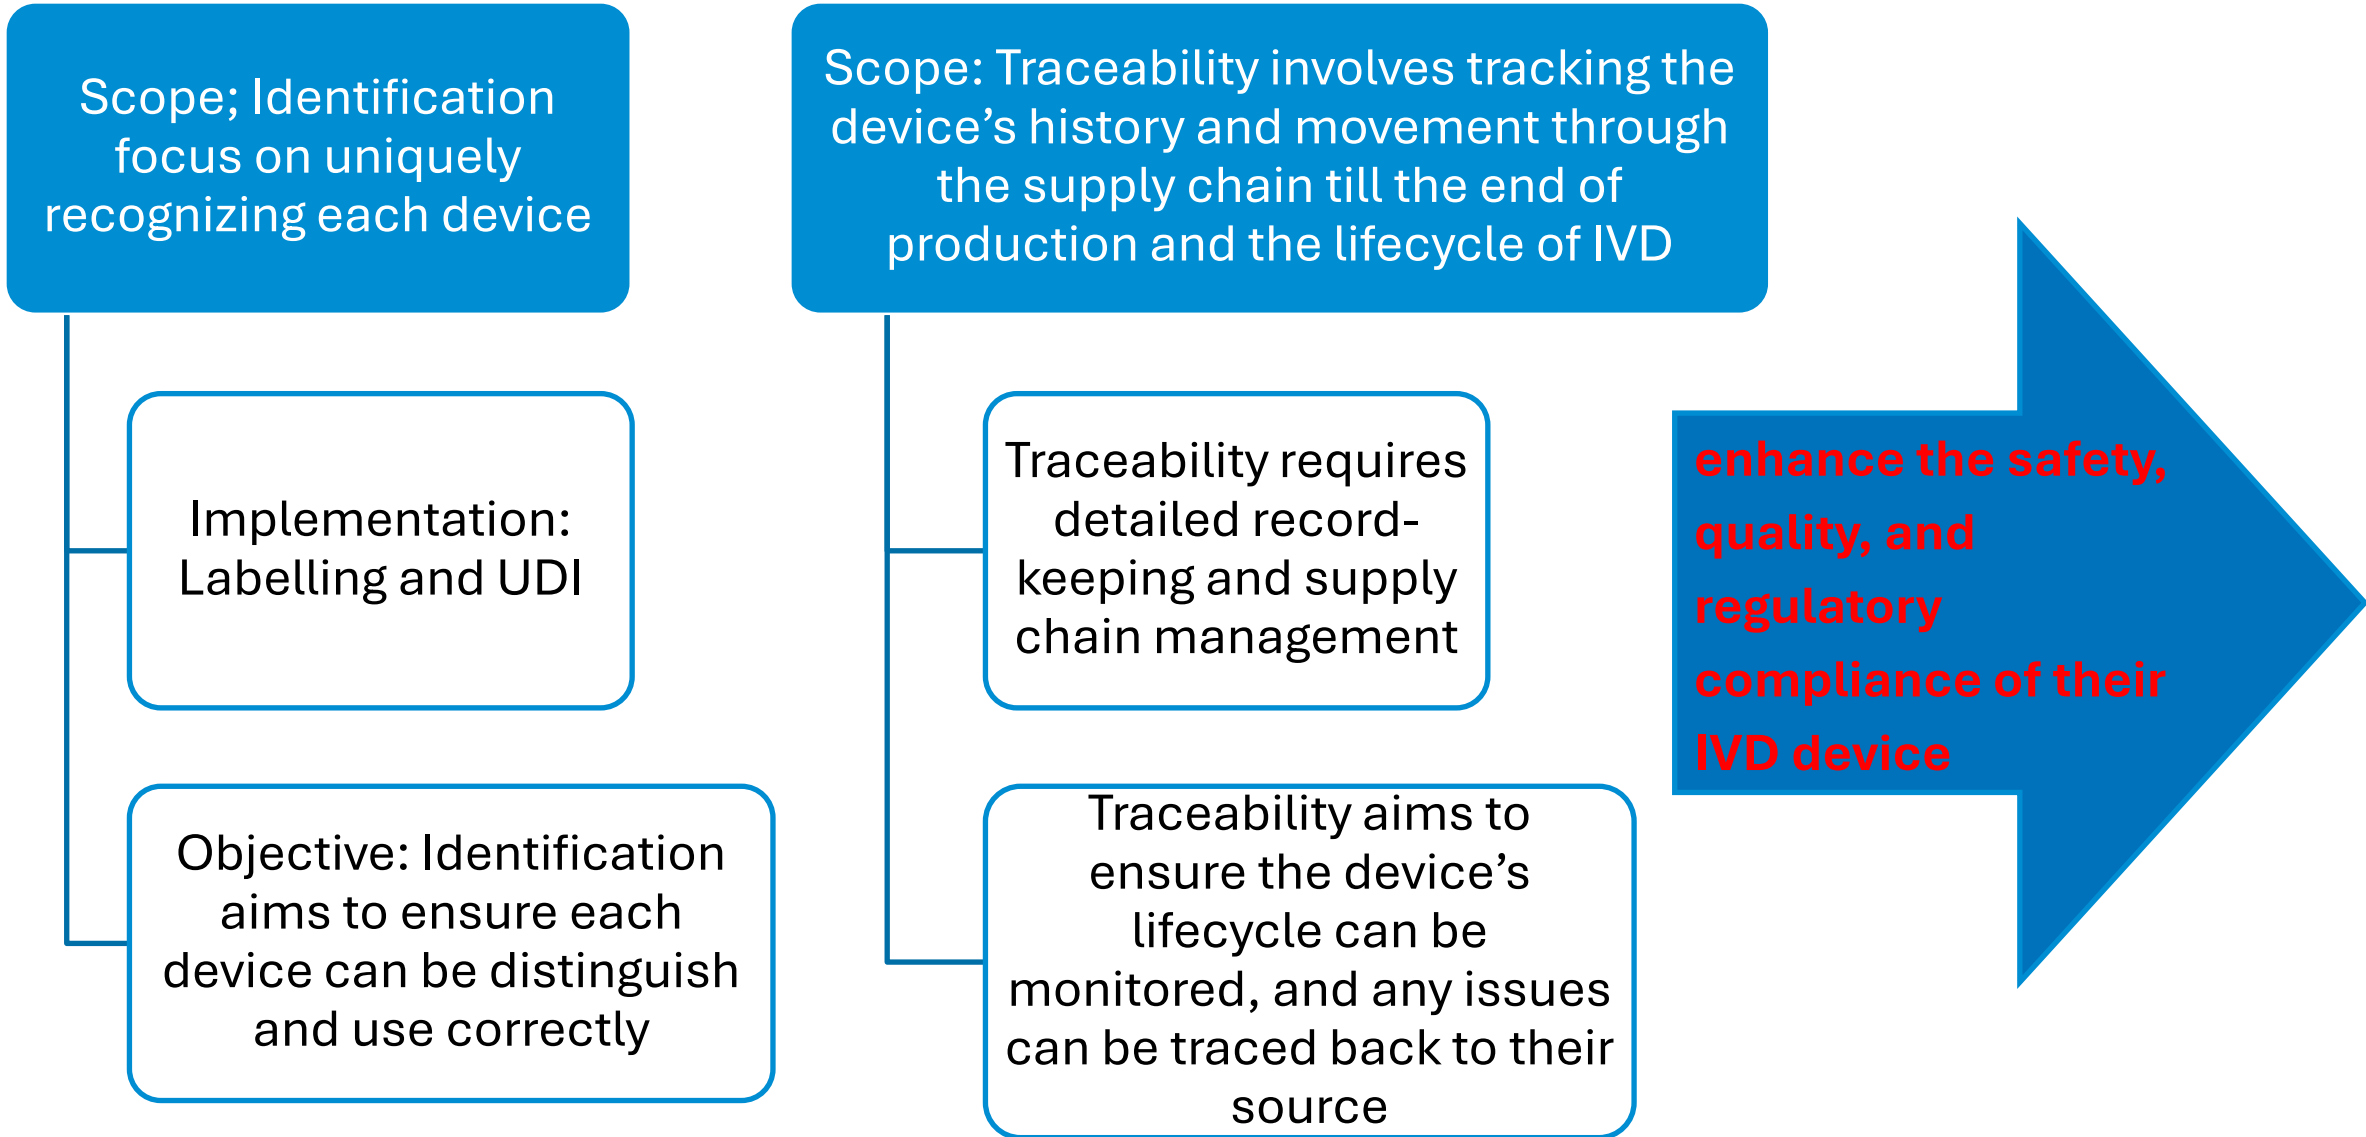 Scope; Identification
focus on uniquely
recognizing each device
Implementation:
Labelling and UDI
Objective: Identification
aims to ensure each
device can be distinguish
and use correctly
Scope: Traceability involves tracking the
device’s history and movement through
the supply chain till the end of
production and the lifecycle of IVD
Traceability requires
detailed record-
keeping and supply
chain management
Traceability aims to
ensure the device’s
lifecycle can be
monitored, and any issues
can be traced back to their
source
enhance the safety,
quality, and
regulatory
compliance of their
IVD device